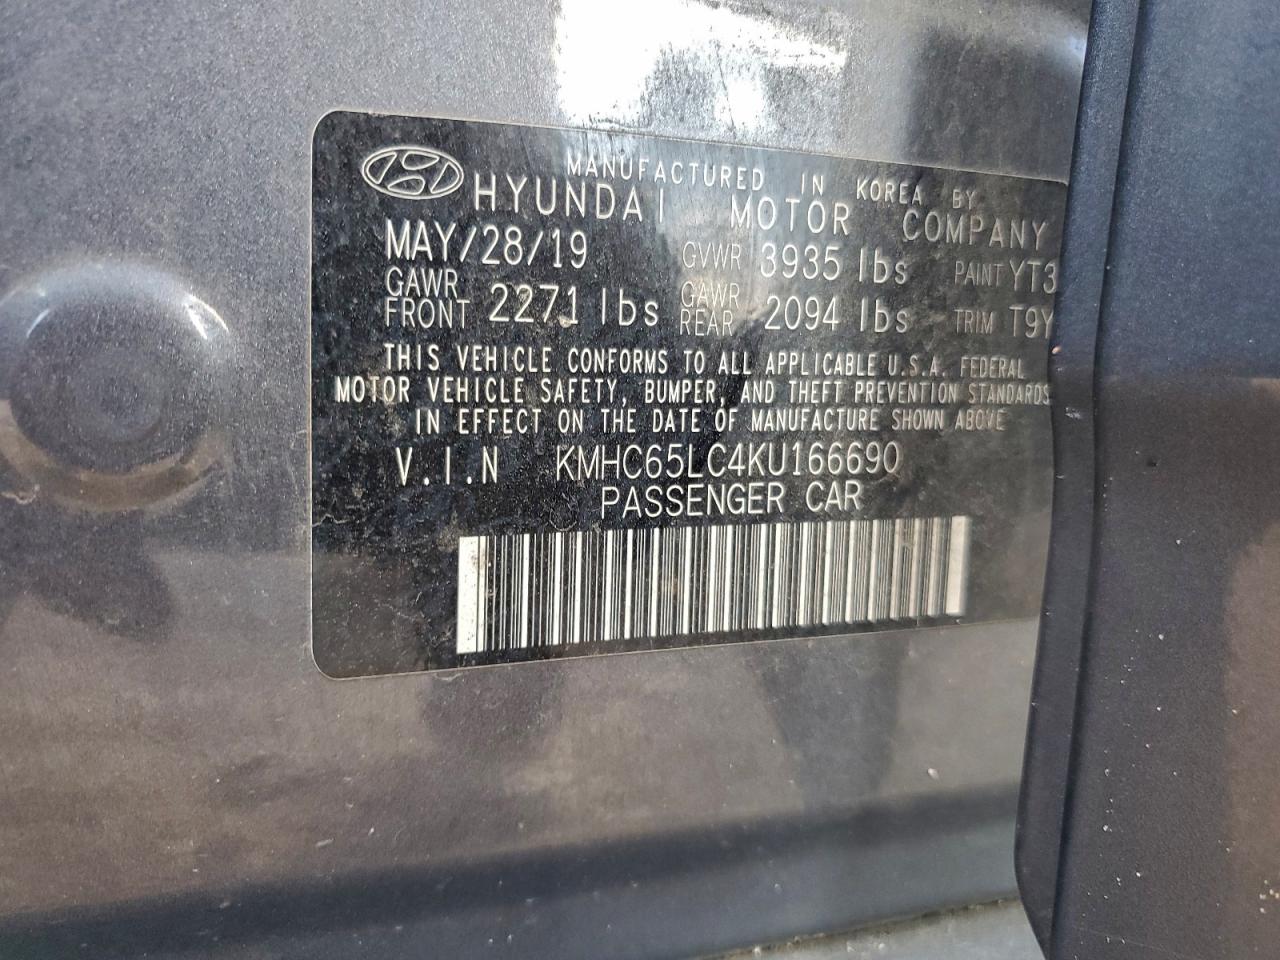 MANUFACTURED IN KOREA BY
HYUNDAI MOTOR COMPANY
MAY/28/19 GVWR 3935 lbs PAINT YT3
GAWR FRONT 2271 lbs GAWR REAR 2094 lbs TRIM T9Y
THIS VEHICLE CONFORMS TO ALL APPLICABLE U.S.A. FEDERAL
MOTOR VEHICLE SAFETY, BUMPER, AND THEFT PREVENTION STANDARDS
IN EFFECT ON THE DATE OF MANUFACTURE SHOWN ABOVE
V.I.N KMHC65LC4KU166690
PASSENGER CAR